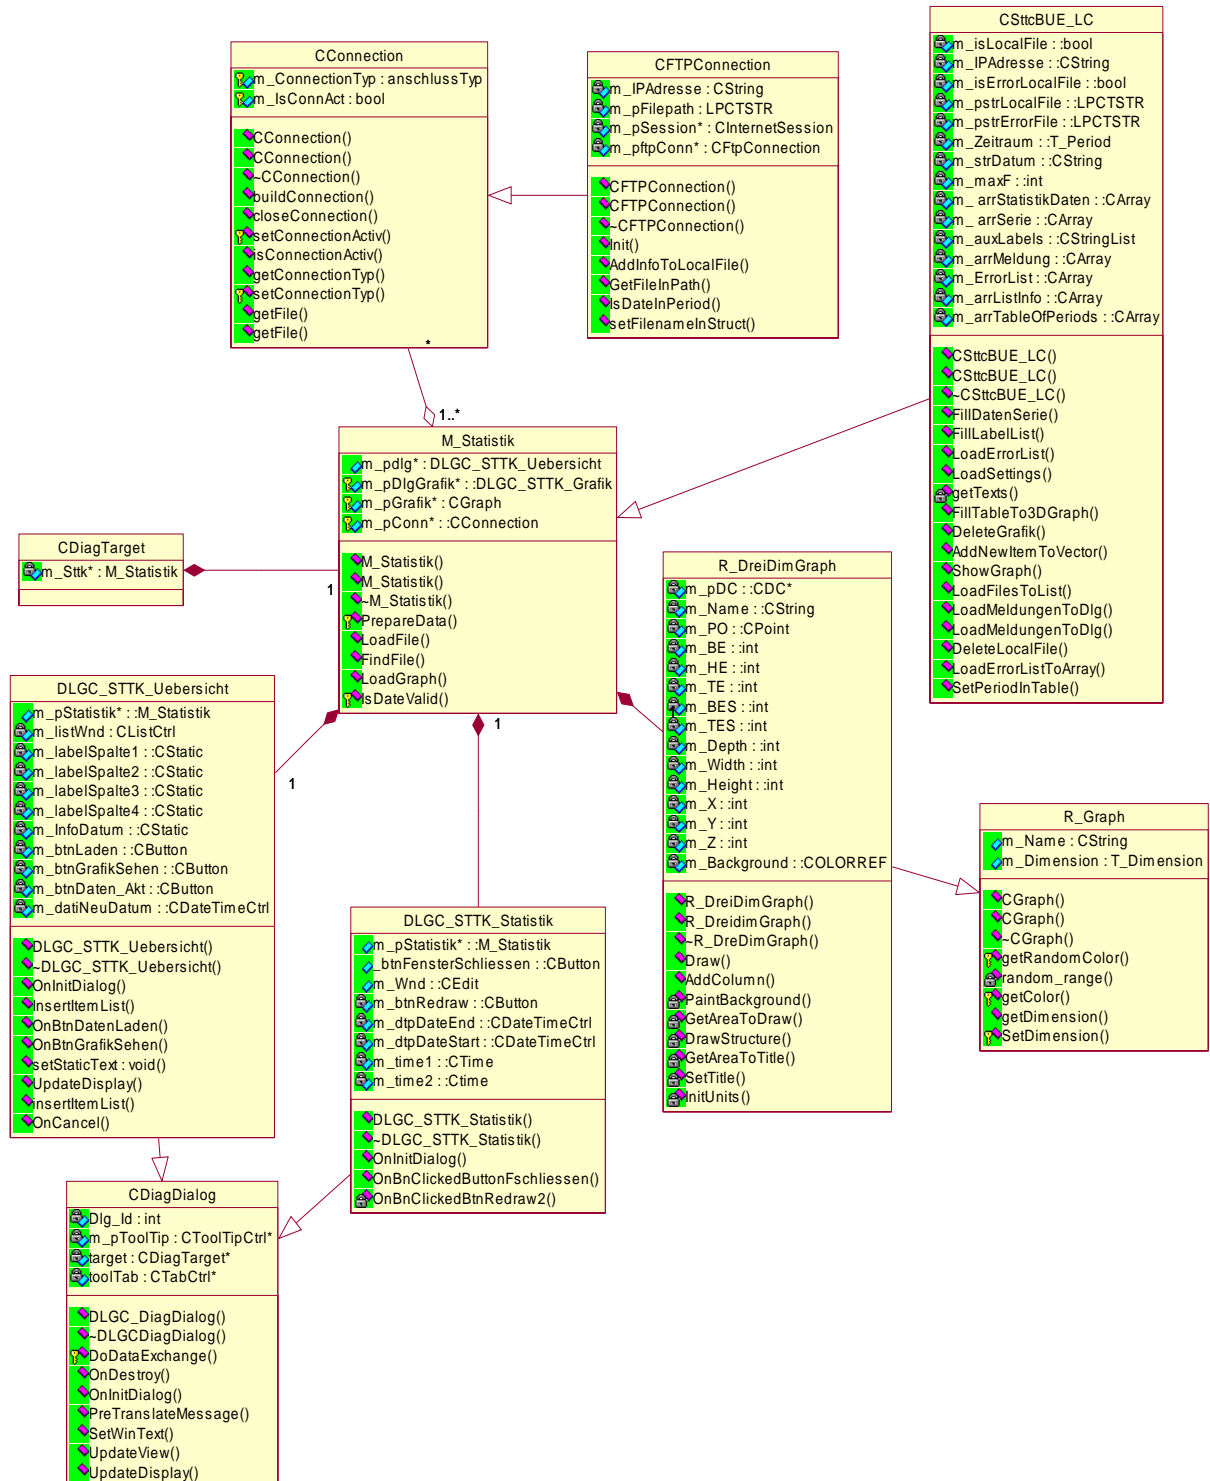 CConnection
m_ConnectionTyp : anschlussTyp
m_IsConnAct : bool
CConnection()
CConnection()
~CConnection()
buildConnection()
closeConnection()
setConnectionActiv()
isConnectionActiv()
getConnectionTyp()
setConnectionTyp()
getFile()
getFile()
*
1..*
CFTPConnection
m_IPAdresse : CString
m_pFilepath : LPCTSTR
m_pSession* : CInternetSession
m_pftpConn* : CFtpConnection
CFTPConnection()
CFTPConnection()
~CFTPConnection()
Init()
AddInfoToLocalFile()
GetFileInPath()
IsDateInPeriod()
setFilenameInStruct()
CSttcBUE_LC
m_isLocalFile : :bool
m_IPAdresse : :CString
m_isErrorLocalFile : :bool
m_pstrLocalFile : :LPCTSTR
m_pstrErrorFile : :LPCTSTR
m_Zeitraum : :T_Period
m_strDatum : :CString
m_maxF : :int
m_ arrStatistikDaten : :CArray
m_ arrSerie : :CArray
m_auxLabels : :CStringList
m_arrMeldung : :CArray
m_ErrorList : :CArray
m_arrListInfo : :CArray
m_arrTableOfPeriods : :CArray
CSttcBUE_LC()
CSttcBUE_LC()
~CSttcBUE_LC()
FillDatenSerie()
FillLabelList()
LoadErrorList()
LoadSettings()
getTexts()
FillTableTo3DGraph()
DeleteGrafik()
AddNewItemToVector()
ShowGraph()
LoadFilesToList()
LoadMeldungenToDlg()
LoadMeldungenToDlg()
DeleteLocalFile()
LoadErrorListToArray()
SetPeriodInTable()
M_Statistik
m_pdlg* : DLGC_STTK_Uebersicht
m_pDlgGrafik* : :DLGC_STTK_Grafik
m_pGrafik* : CGraph
m_pConn* : :CConnection
M_Statistik()
M_Statistik()
~M_Statistik()
PrepareData()
LoadFile()
FindFile()
LoadGraph()
IsDateValid()
CDiagTarget
m_Sttk* : M_Statistik
1
1
1
1
R_DreiDimGraph
m_pDC : :CDC*
m_Name : :CString
m_PO : :CPoint
m_BE : :int
m_HE : :int
m_TE : :int
m_BES : :int
m_TES : :int
m_Depth : :int
m_Width : :int
m_Height : :int
m_X : :int
m_Y : :int
m_Z : :int
m_Background : :COLORREF
R_DreiDimGraph()
R_DreidimGraph()
~R_DreDimGraph()
Draw()
AddColumn()
PaintBackground()
GetAreaToDraw()
DrawStructure()
GetAreaToTitle()
SetTitle()
InitUnits()
R_Graph
m_Name : CString
m_Dimension : T_Dimension
CGraph()
CGraph()
~CGraph()
getRandomColor()
random_range()
getColor()
getDimension()
SetDimension()
DLGC_STTK_Uebersicht
m_pStatistik* : :M_Statistik
m_listWnd : CListCtrl
m_labelSpalte1 : :CStatic
m_labelSpalte2 : :CStatic
m_labelSpalte3 : :CStatic
m_labelSpalte4 : :CStatic
m_InfoDatum : :CStatic
m_btnLaden : :CButton
m_btnGrafikSehen : :CButton
m_btnDaten_Akt : :CButton
m_datiNeuDatum : :CDateTimeCtrl
DLGC_STTK_Uebersicht()
~DLGC_STTK_Uebersicht()
OnInitDialog()
InsertItemList()
OnBtnDatenLaden()
OnBtnGrafikSehen()
setStaticText : void()
UpdateDisplay()
insertItemList()
OnCancel()
DLGC_STTK_Statistik
m_pStatistik* : :M_Statistik
_btnFensterSchliessen : :CButton
m_Wnd : :CEdit
m_btnRedraw : :CButton
m_dtpDateEnd : :CDateTimeCtrl
m_dtpDateStart : :CDateTimeCtrl
m_time1 : :CTime
m_time2 : :Ctime
DLGC_STTK_Statistik()
~DLGC_STTK_Statistik()
OnInitDialog()
OnBnClickedButtonFschliessen()
OnBnClickedBtnRedraw2()
CDiagDialog
Dlg_Id : int
m_pToolTip : CToolTipCtrl*
target : CDiagTarget*
toolTab : CTabCtrl*
DLGC_DiagDialog()
~DLGCDiagDialog()
DoDataExchange()
OnDestroy()
OnInitDialog()
PreTranslateMessage()
SetWinText()
UpdateView()
UpdateDisplay()